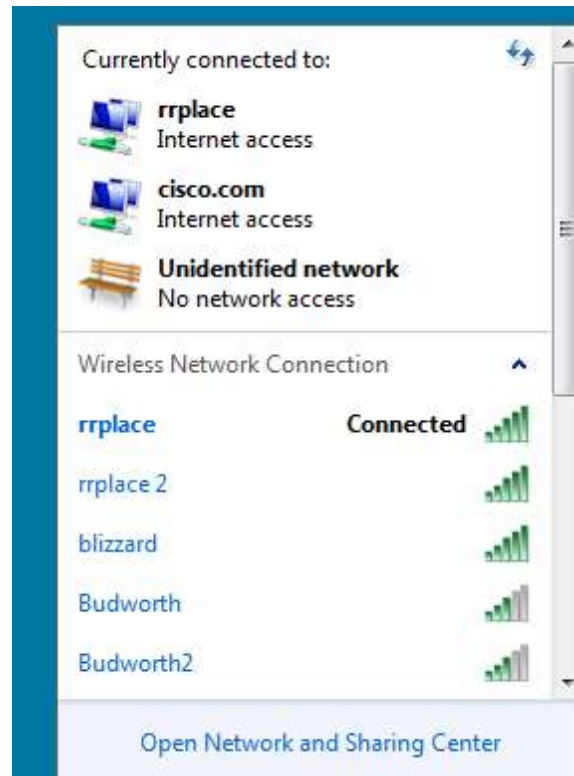 Currently connected to:
rrplace
Internet access
cisco.com
Internet access
Unidentified network
No network access
Wireless Network Connection
rrplace Connected
rrplace 2
blizzard
Budworth
Budworth2
Open Network and Sharing Center